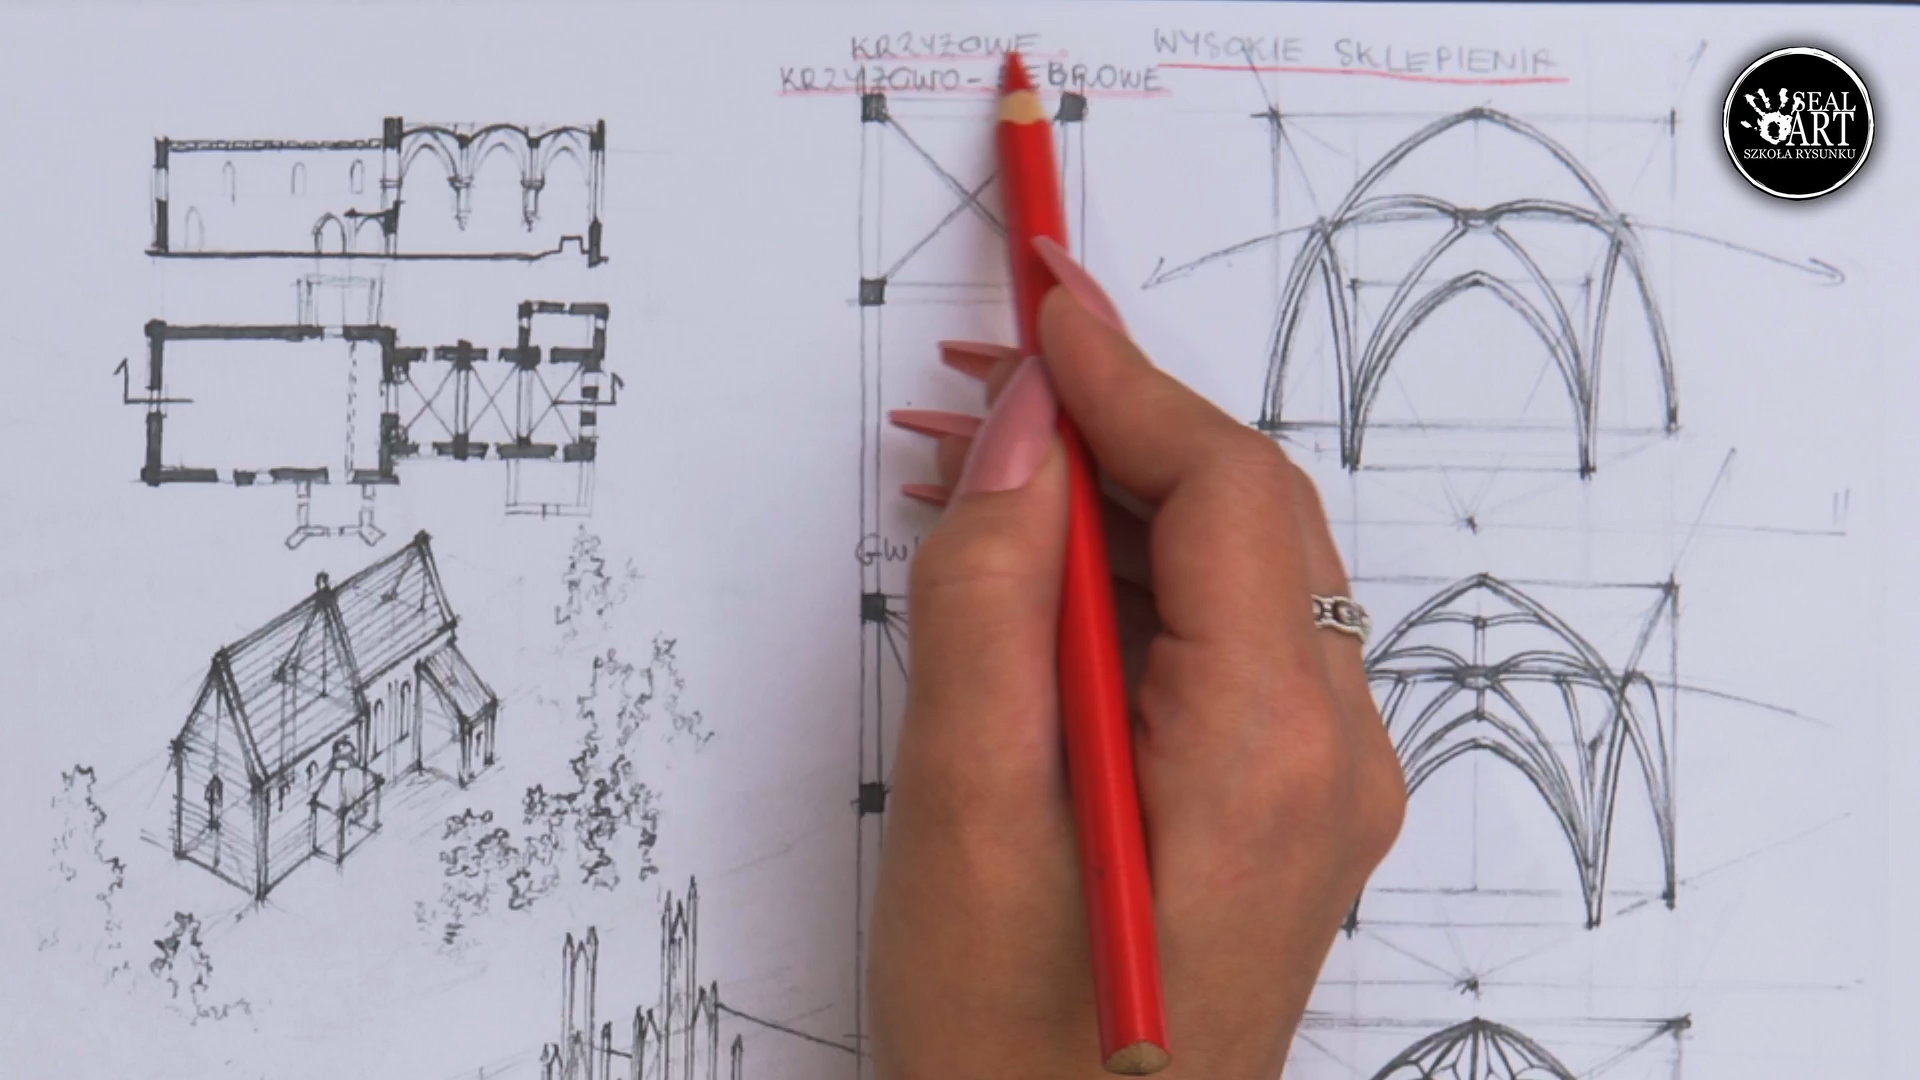 KRZYŻOWE
KRZYŻOWO-
WYSOKIE SKLEPIENIA
SEAL
ART
SZKOŁA RYSUNKU